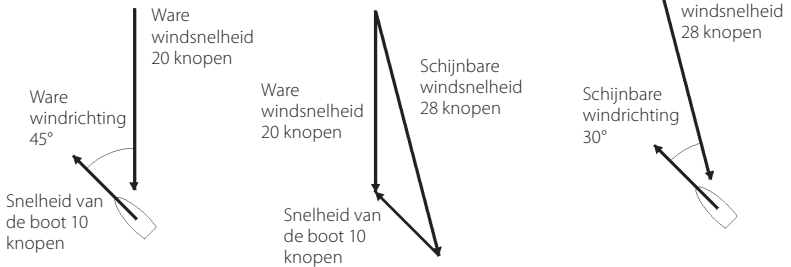 Ware
windsnelheid
20 knopen
Ware
windrichting
45°
Snelheid van
de boot 10
knopen
Ware
windsnelheid
20 knopen
Schijnbare
windsnelheid
28 knopen
Snelheid van
de boot 10
knopen
windsnelheid
28 knopen
Schijnbare
windrichting
30°